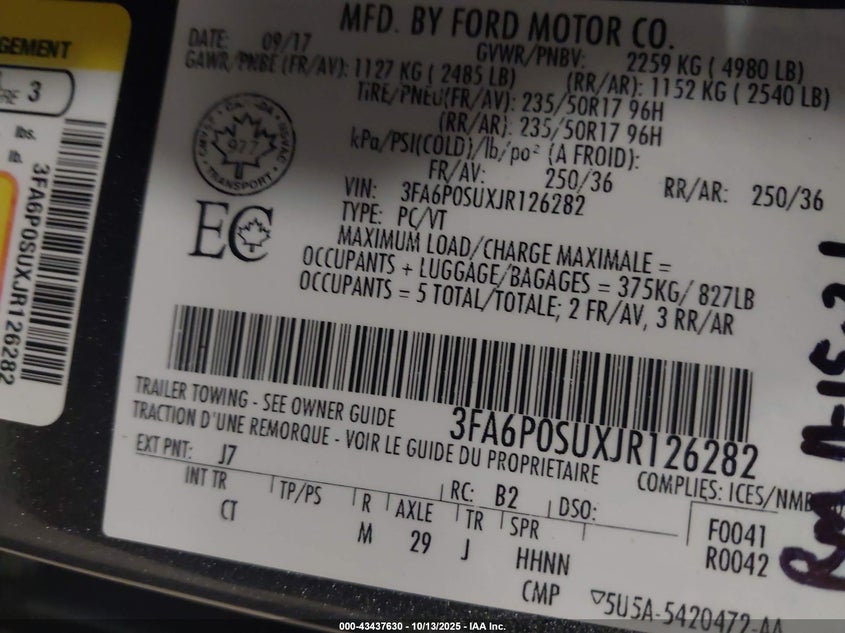 GEMENT
3
lbs.
lb.
3FA6P0SUXJR126282
MFD. BY FORD MOTOR CO.
DATE: 09/17
GVWR/PNBV: 2259 KG ( 4980 LB)
GAWR/PNBE (FR/AV): 1127 KG ( 2485 LB) (RR/AR): 1152 KG ( 2540 LB)
TIRE/PNEU(FR/AV): 235/50R17 96H
(RR/AR): 235/50R17 96H
kPa/PSI(COLD)/lb/po² (A FROID):
FR/AV: 250/36 RR/AR: 250/36
977
TRANSPORT
VIN: 3FA6P0SUXJR126282
TYPE: PC/VT
EC
MAXIMUM LOAD/CHARGE MAXIMALE =
OCCUPANTS + LUGGAGE/BAGAGES = 375KG/ 827LB
OCCUPANTS = 5 TOTAL/TOTALE; 2 FR/AV, 3 RR/AR
3FA6P0SUXJR126282
TRAILER TOWING - SEE OWNER GUIDE
TRACTION D'UNE REMORQUE - VOIR LE GUIDE DU PROPRIETAIRE
COMPLIES: ICES/NMB
EXT PNT: J7 RC: B2 DSO:
INT TR TP/PS R AXLE TR SPR
CT M 29 J HHNN
CMP
F0041
R0042
▽5U5A-5420472-AA
000-43437630 - 10/13/2025 - IAA Inc.